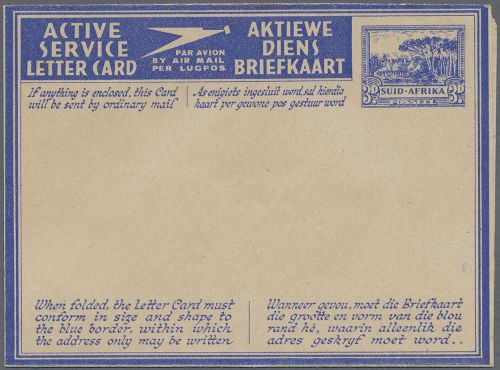 ACTIVE
SERVICE
LETTER CARD
PAR AVION
BY AIR MAIL
PER LUGPOS
AKTIEWE
DIENS
BRIEFKAART
3D 3D
SUID-AFRIKA
POSSEEL
If anything is enclosed, this Card
will be sent by ordinary mail
As enigiets ingesluit word, sal hierdie
kaart per gewone pos gestuur word
When folded, the Letter Card must
conform in size and shape to
the blue border, within which
the address only may be written
Wanneer gevou, moet die Briefkaart
die grootte en vorm van die blou
rand hê, waarin alleenlik die
adres geskryf moet word..